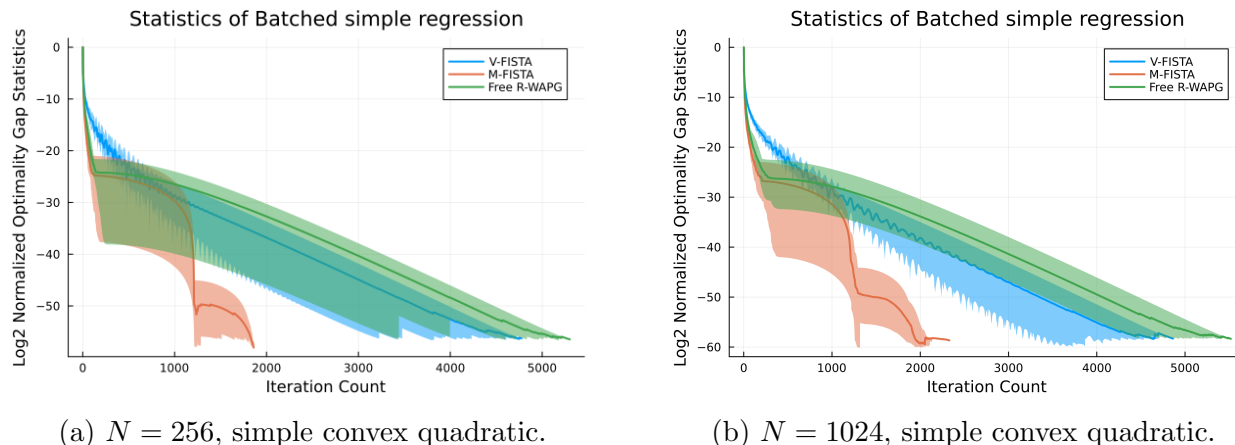 Statistics of Batched simple regression
Log2 Normalized Optimality Gap Statistics
0
−10
−20
−30
−40
−50
V-FISTA
M-FISTA
Free R-WAPG
0
1000
2000
3000
4000
5000
Iteration Count
(a) N = 256, simple convex quadratic.
Statistics of Batched simple regression
Log2 Normalized Optimality Gap Statistics
0
−10
−20
−30
−40
−50
−60
V-FISTA
M-FISTA
Free R-WAPG
0
1000
2000
3000
4000
5000
Iteration Count
(b) N = 1024, simple convex quadratic.